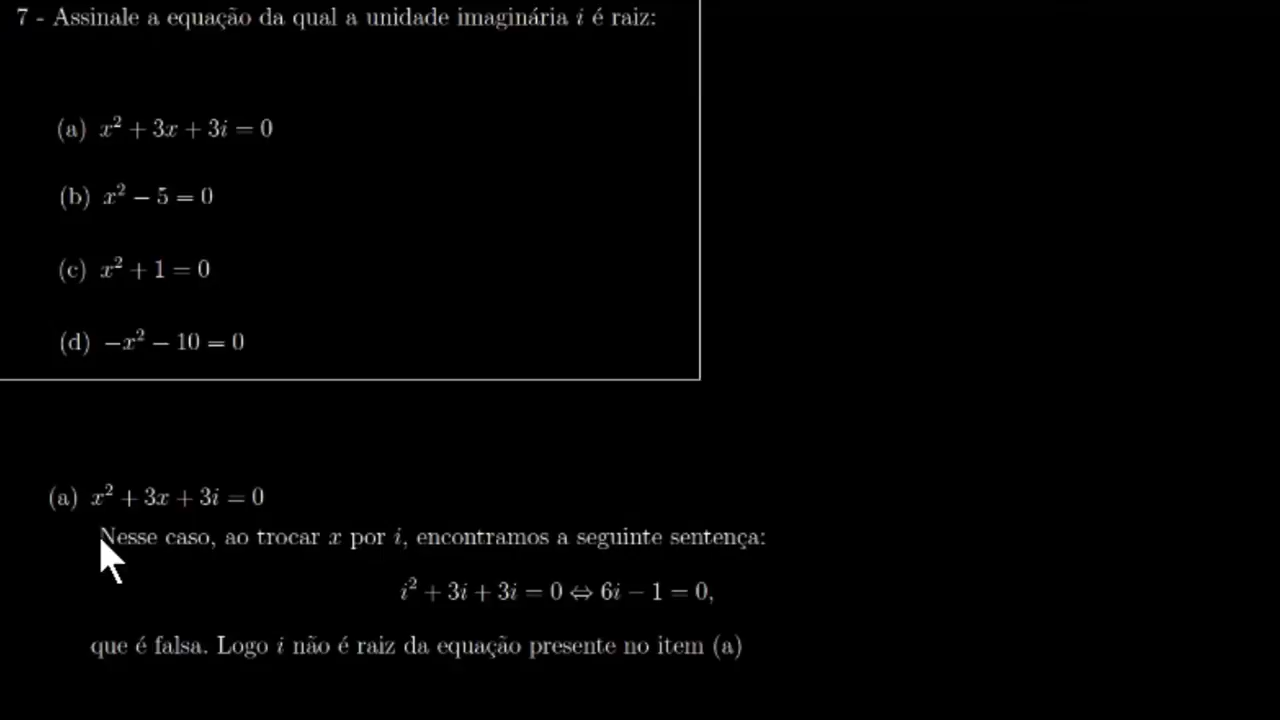 7 - Assinale a equação da qual a unidade imaginária i é raiz:
(a) x² + 3x + 3i = 0
(b) x² − 5 = 0
(c) x² + 1 = 0
(d) −x² − 10 = 0
(a) x² + 3x + 3i = 0
Nesse caso, ao trocar x por i, encontramos a seguinte sentença:
i² + 3i + 3i = 0 ⇔ 6i − 1 = 0,
que é falsa. Logo i não é raiz da equação presente no item (a)